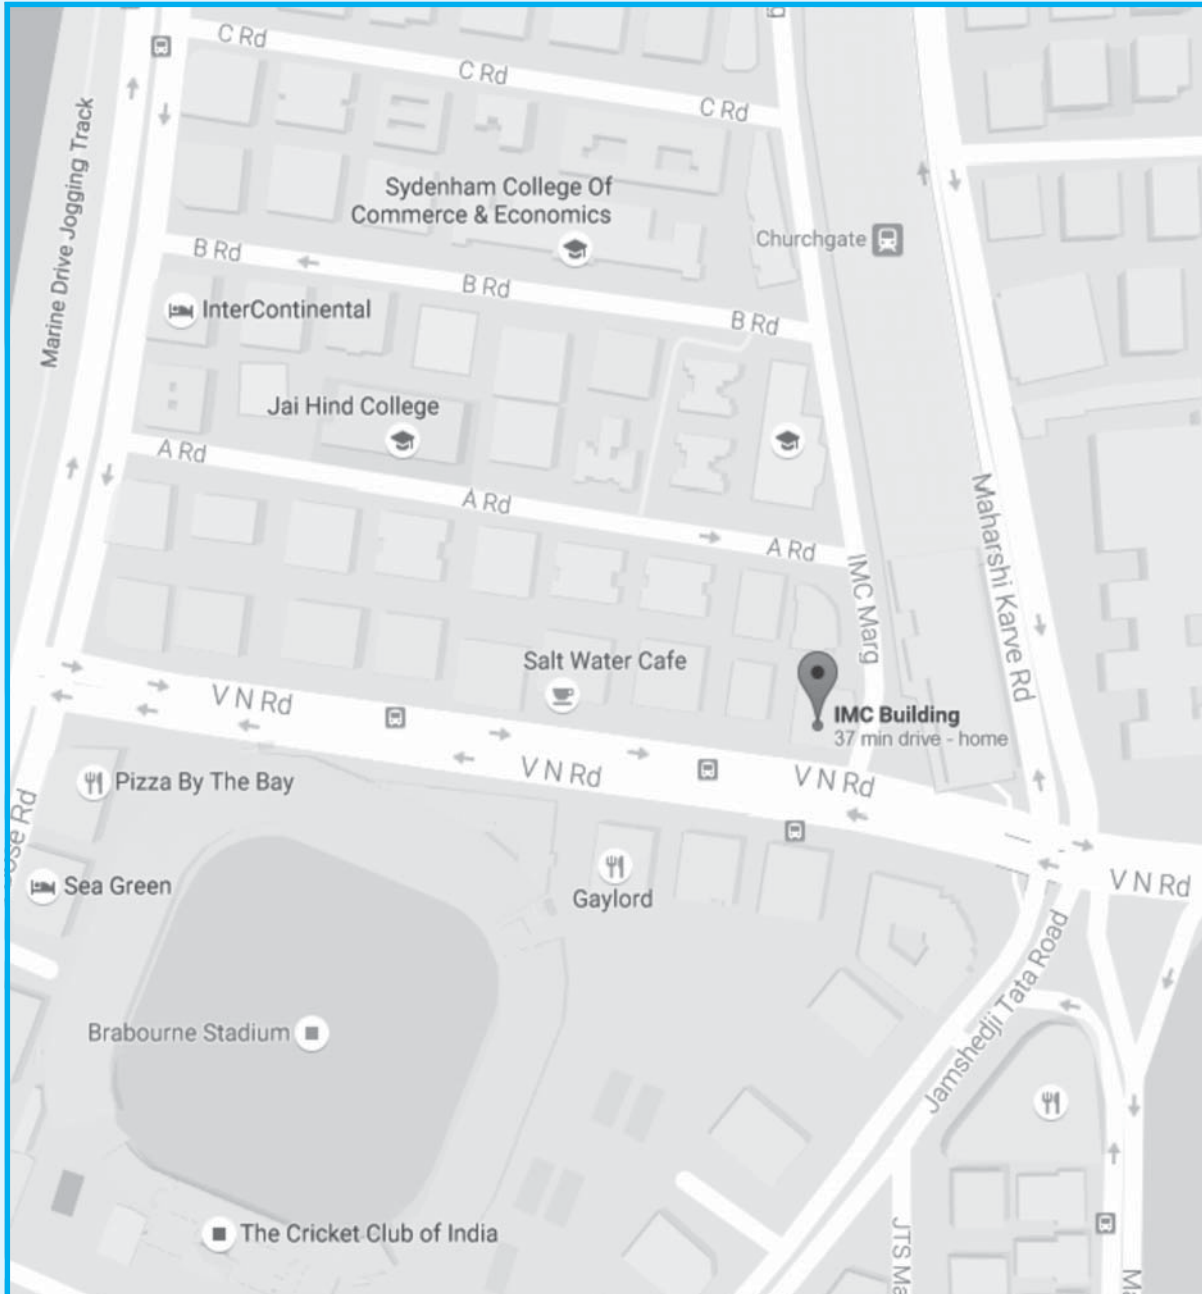 C Rd
C Rd
C Rd
Marine Drive Jogging Track
Sydenham College Of
Commerce & Economics
Churchgate
B Rd
B Rd
B Rd
InterContinental
Jai Hind College
A Rd
A Rd
A Rd
IMC Marg
Maharshi Karve Rd
Salt Water Cafe
V N Rd
IMC Building
37 min drive - home
V N Rd
V N Rd
Pizza By The Bay
Sea Green
Gaylord
V N Rd
Jamshedji Tata Road
Brabourne Stadium
The Cricket Club of India
JTS Ma